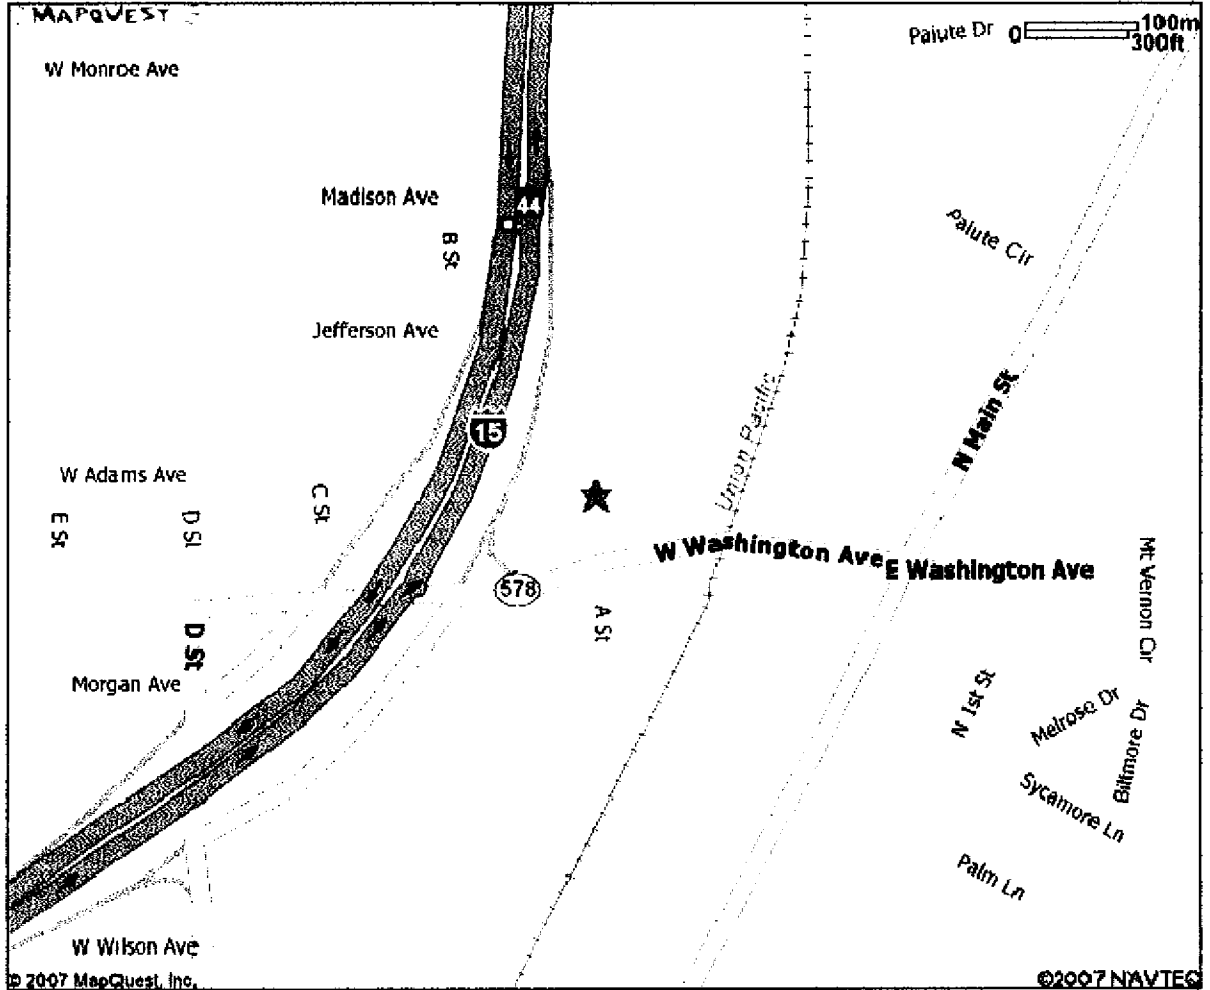 MAPQUEST
Paiute Dr
0
100m
300ft
W Monroe Ave
Madison Ave
44
B St
Paiute Cir
Jefferson Ave
15
N Main St
Union Pacific
W Adams Ave
E St
D St
C St
W Washington Ave
E Washington Ave
578
A St
Mt Vernon Cir
D St
Morgan Ave
N 1st St
Melrose Dr
Biltmore Dr
Sycamore Ln
Palm Ln
W Wilson Ave
© 2007 MapQuest, Inc.
©2007 NAVTEQ